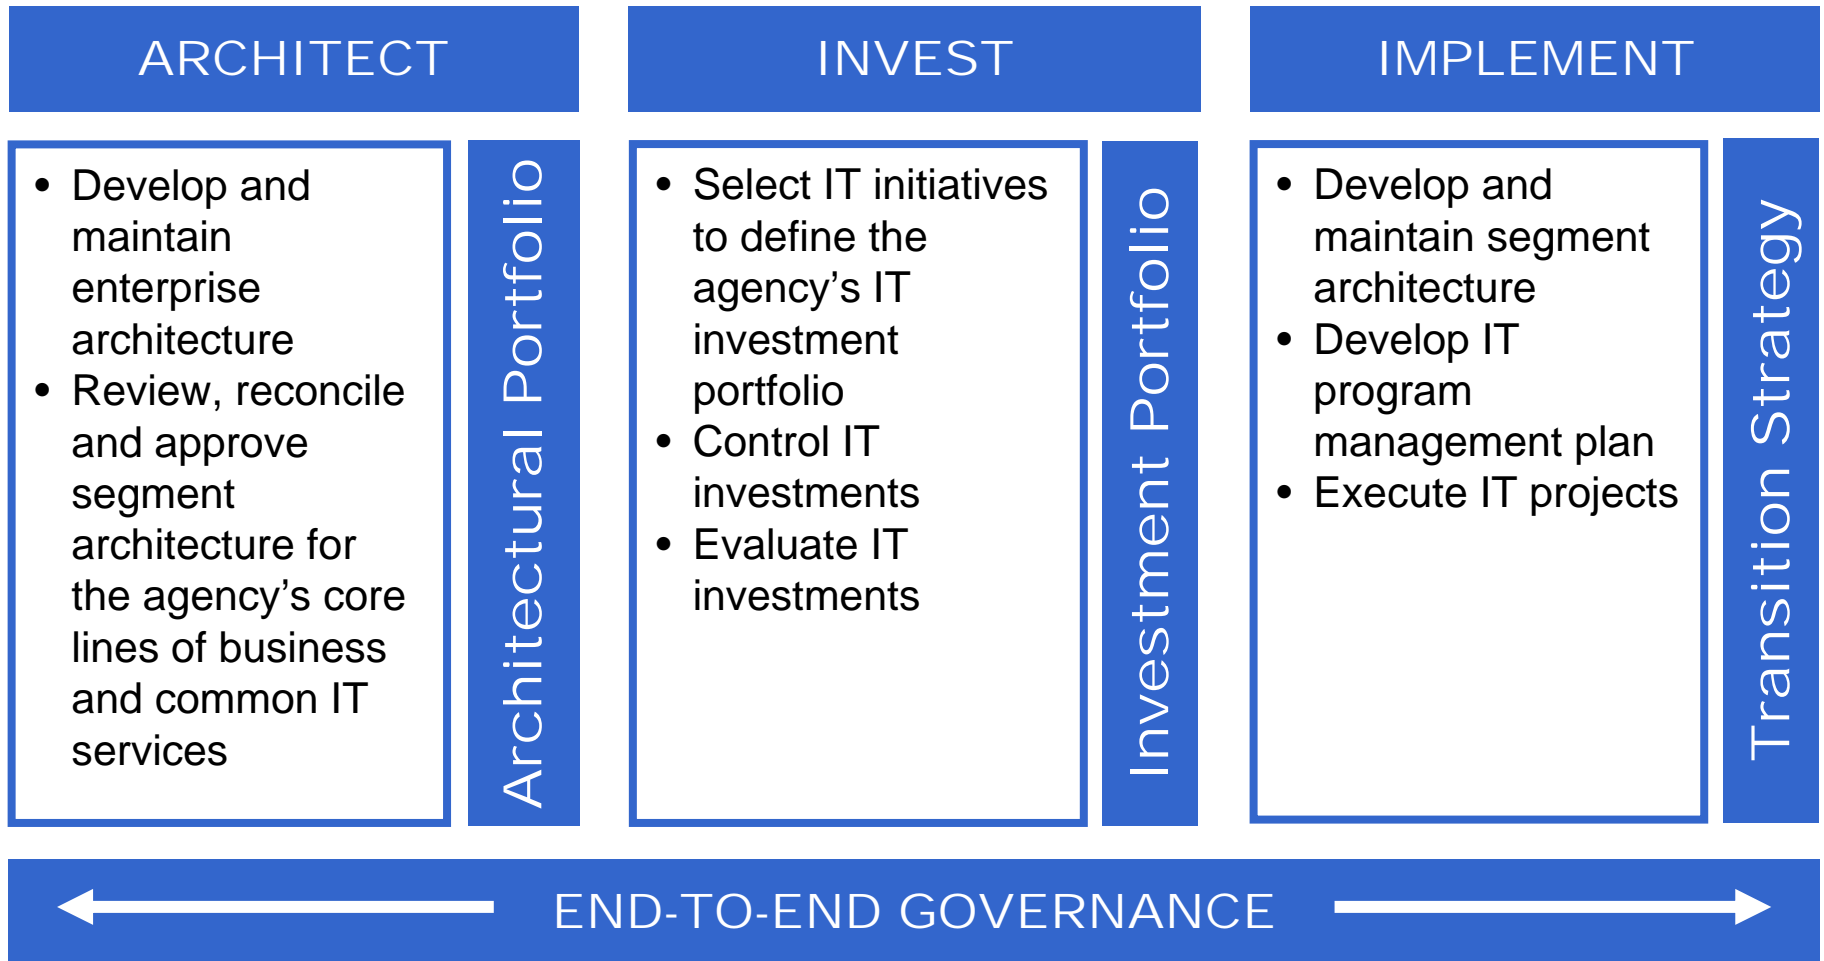 ARCHITECT
• Develop and
maintain
enterprise
architecture
• Review, reconcile
and approve
segment
architecture for
the agency’s core
lines of business
and common IT
services
Architectural Portfolio
INVEST
• Select IT initiatives
to define the
agency’s IT
investment
portfolio
• Control IT
investments
• Evaluate IT
investments
Investment Portfolio
IMPLEMENT
• Develop and
maintain segment
architecture
• Develop IT
program
management plan
• Execute IT projects
Transition Strategy
END-TO-END GOVERNANCE